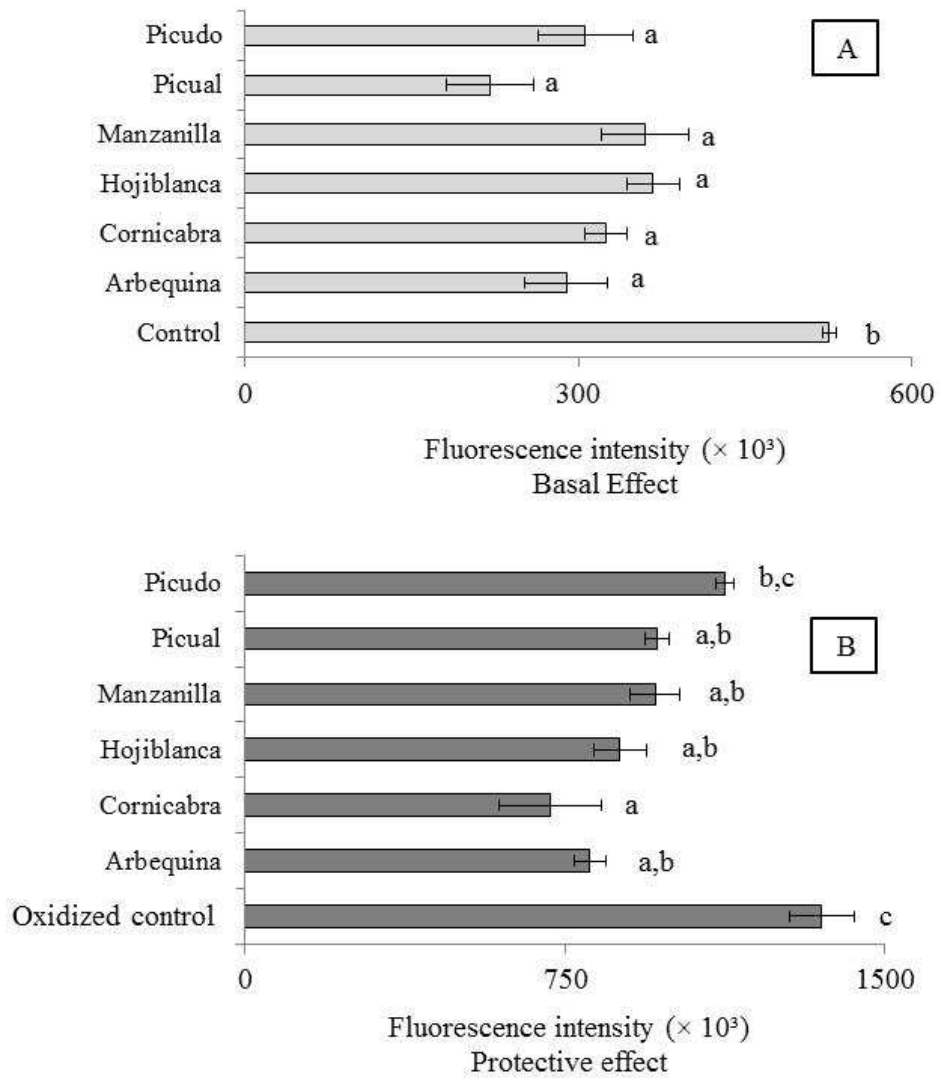 Picudo a A
Picual a
Manzanilla a
Hojiblanca a
Cornicabra a
Arbequina a
Control b
0 300 600
Fluorescence intensity (× 10³)
Basal Effect
Picudo b,c
Picual a,b B
Manzanilla a,b
Hojiblanca a,b
Cornicabra a
Arbequina a,b
Oxidized control c
0 750 1500
Fluorescence intensity (× 10³)
Protective effect